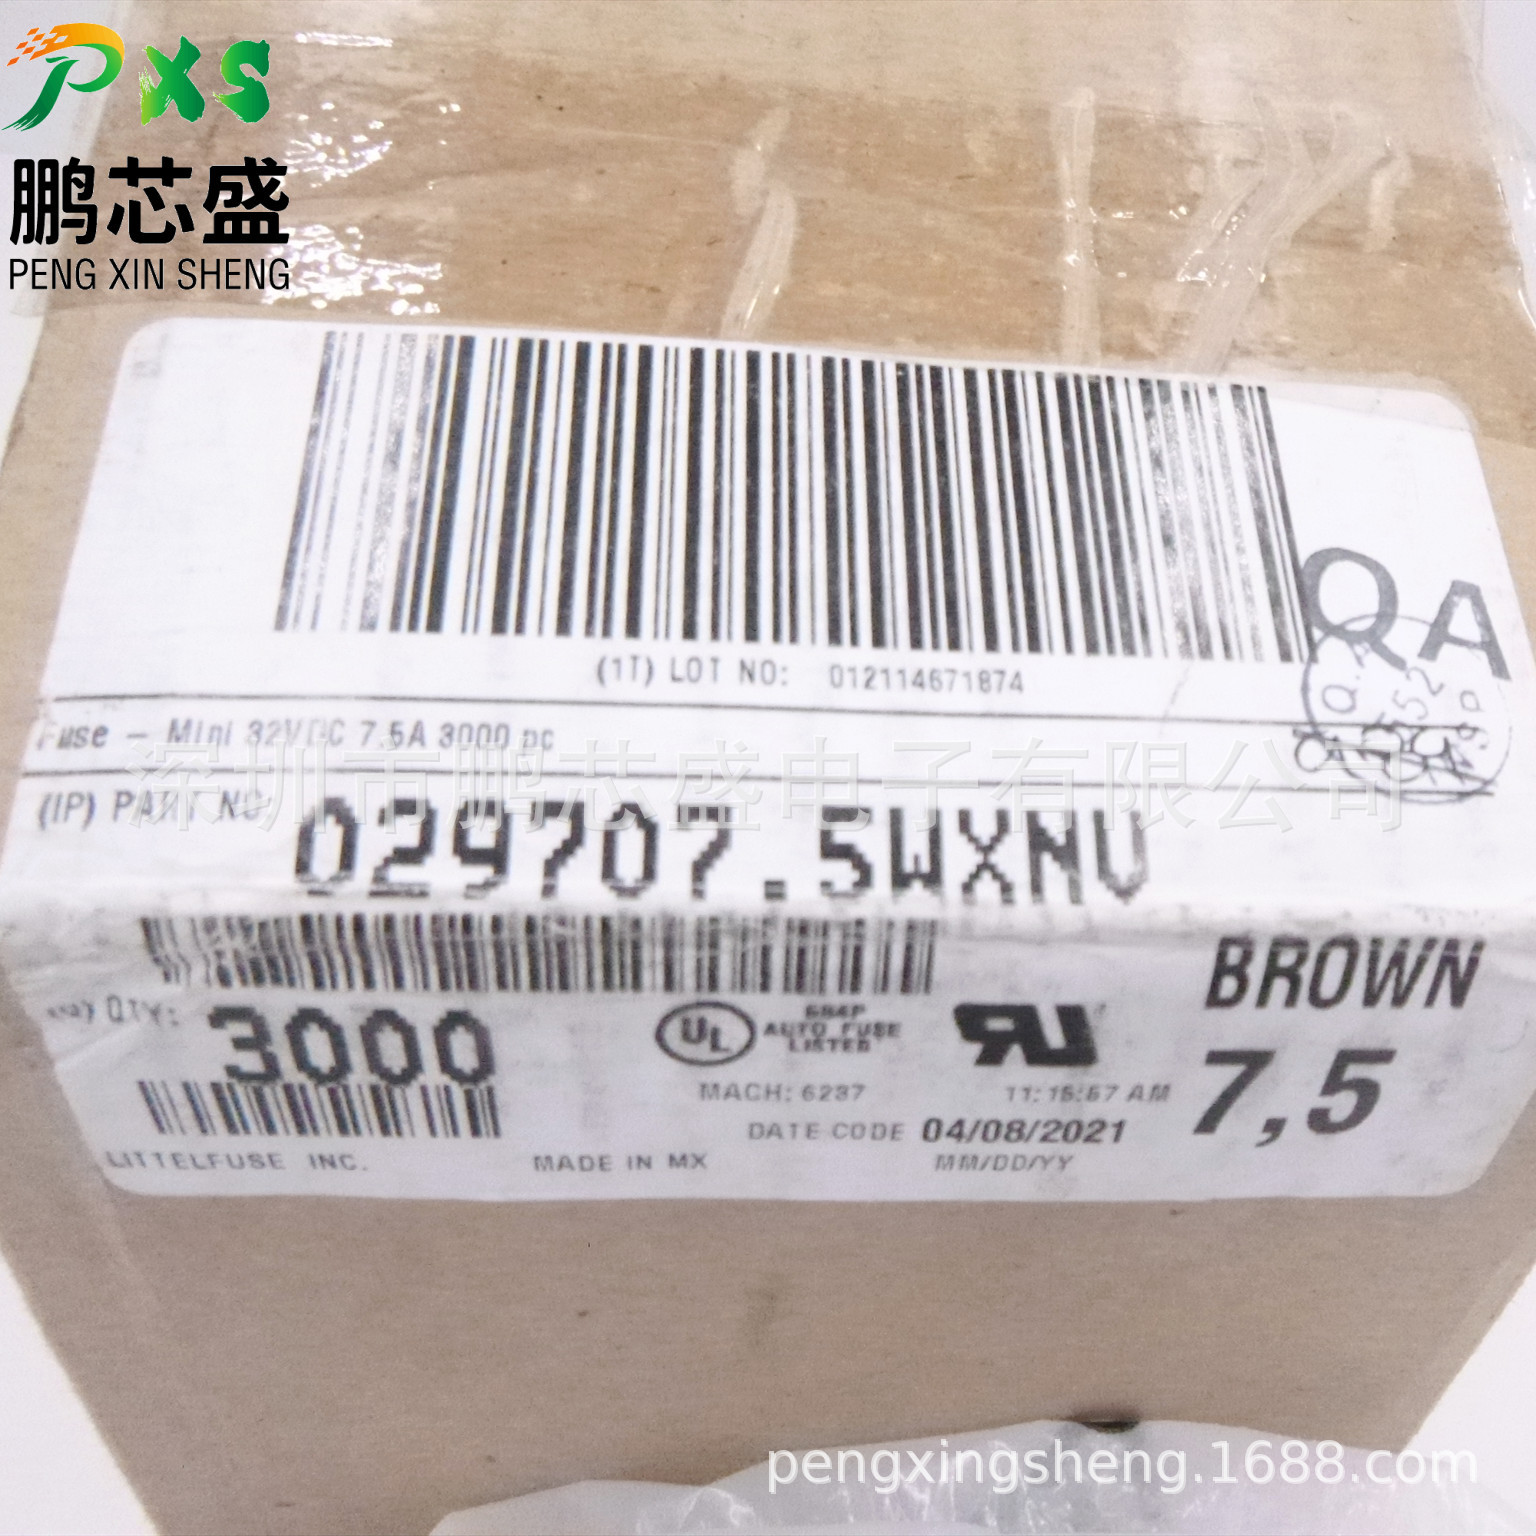 PXS
鹏芯盛
PENG XIN SHENG
(1T) LOT NO: 012114671874
QA
Fuse - Mini 32VDC 7.5A 3000 pc
深圳市鹏芯盛电子有限公司
(IP) PART NO
029707.5WXNV
BROWN
QTY: 3000
UL
AUTO FUSE
LISTED
7,5
MACH: 6237
11:15:57 AM
DATE CODE 04/08/2021
MM/DD/YY
LITTELFUSE INC.
MADE IN MX
pengxingsheng.1688.com